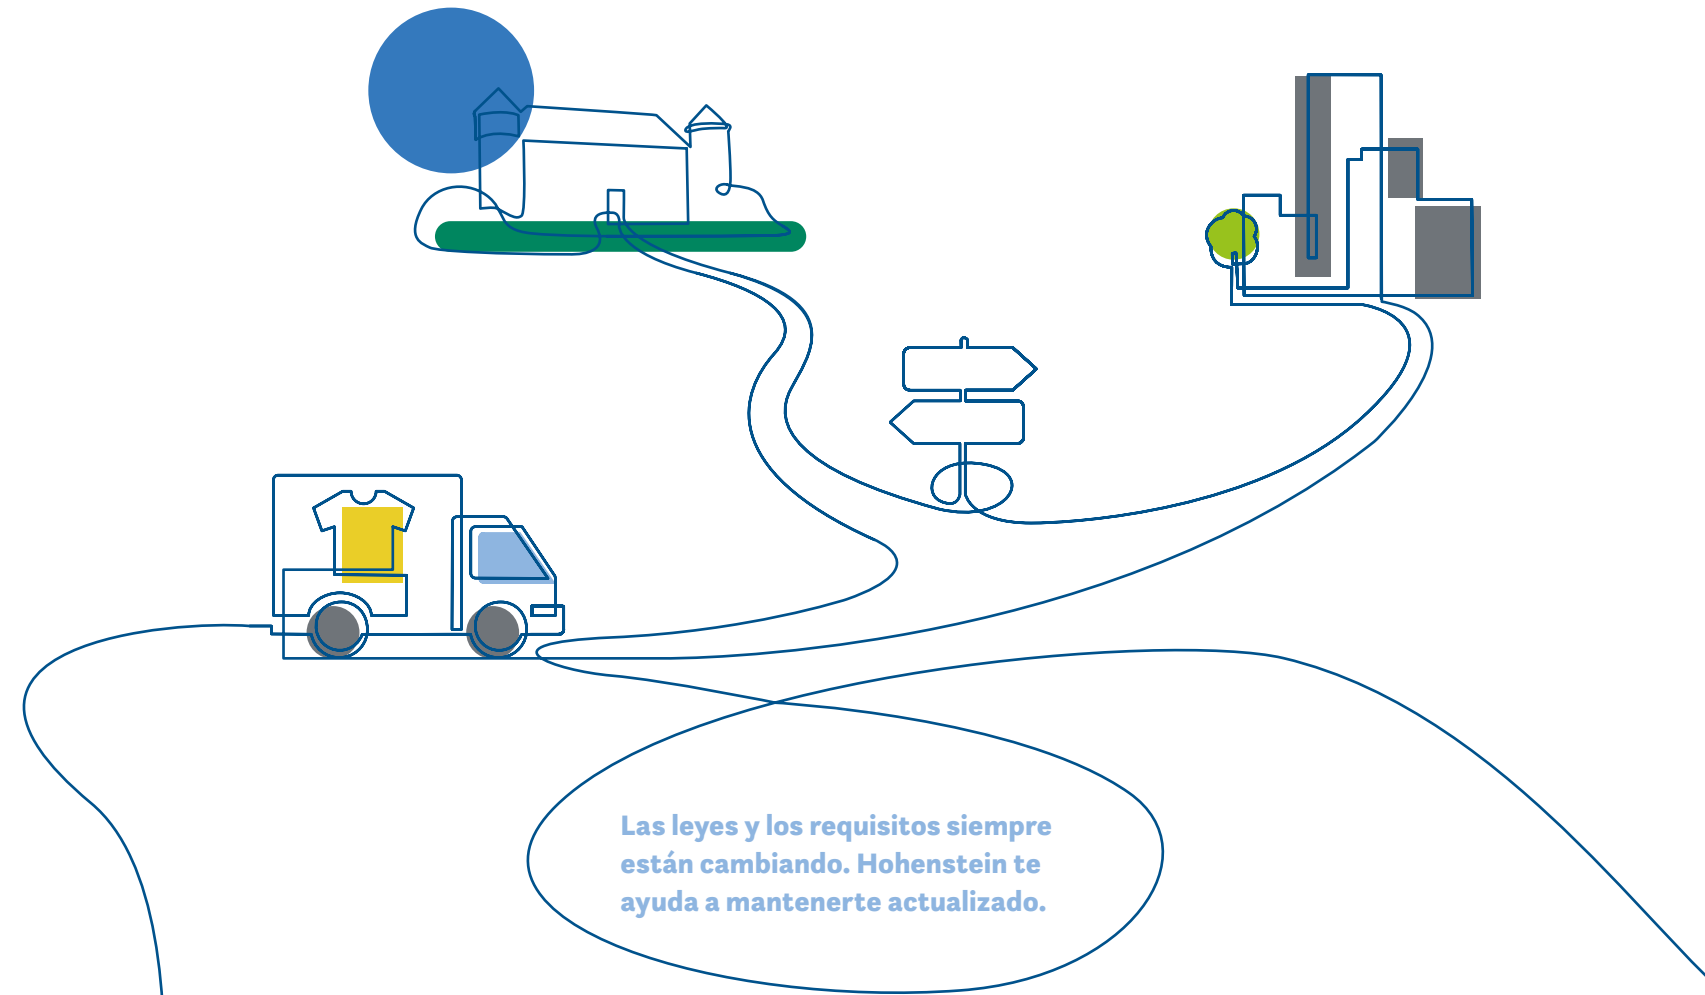 Las leyes y los requisitos siempre
están cambiando. Hohenstein te
ayuda a mantenerte actualizado.